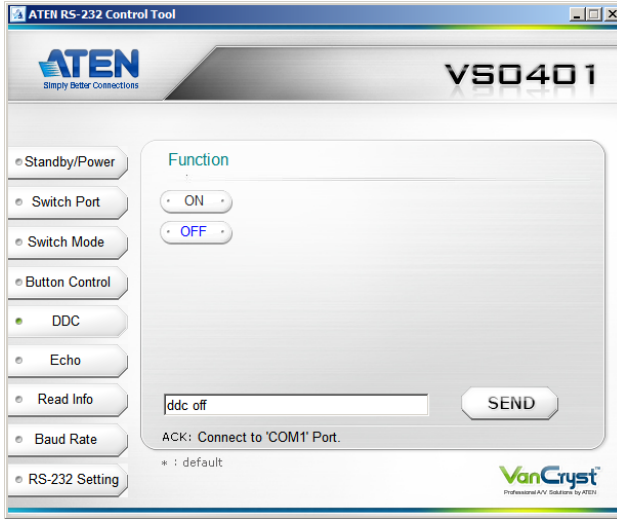 ATEN RS-232 Control Tool
ATEN
Simply Better Connections
VS0401
Standby/Power
Switch Port
Switch Mode
Button Control
DDC
Echo
Read Info
Baud Rate
RS-232 Setting
Function
ON
OFF
ddc off
SEND
ACK: Connect to 'COM1' Port.
* : default
VanCryst™
Professional A/V Solutions by ATEN